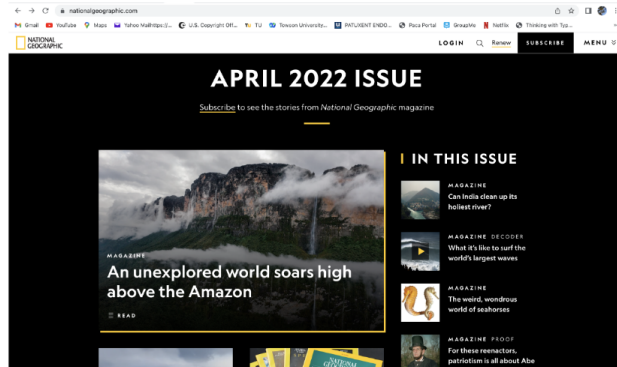 nationalgeographic.com
Gmail YouTube Maps Yahoo Mailhttps://... U.S. Copyright Off... TU Towson University... PATUXENT ENDO... Paca Portal GroupMe Netflix Thinking with Typ...
NATIONAL
GEOGRAPHIC
LOGIN Renew SUBSCRIBE MENU
APRIL 2022 ISSUE
Subscribe to see the stories from National Geographic magazine
MAGAZINE
An unexplored world soars high
above the Amazon
READ
IN THIS ISSUE
MAGAZINE
Can India clean up its
holiest river?
MAGAZINE DECODER
What it's like to surf the
world's largest waves
MAGAZINE
The weird, wondrous
world of seahorses
MAGAZINE PROOF
For these reenactors,
patriotism is all about Abe
NATIONAL